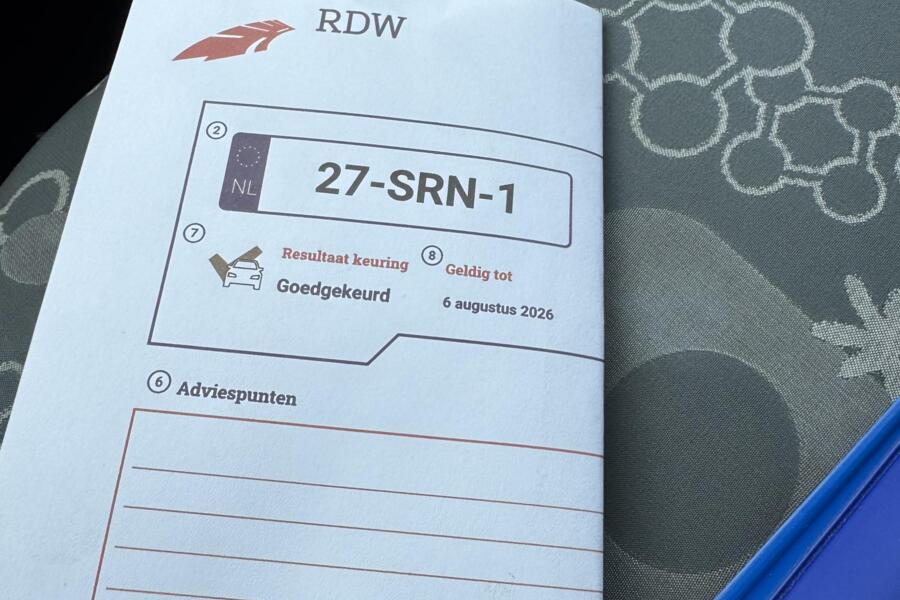 RDW
2
NL
27-SRN-1
7
Resultaat keuring
Goedgekeurd
8
Geldig tot
6 augustus 2026
6 Adviespunten